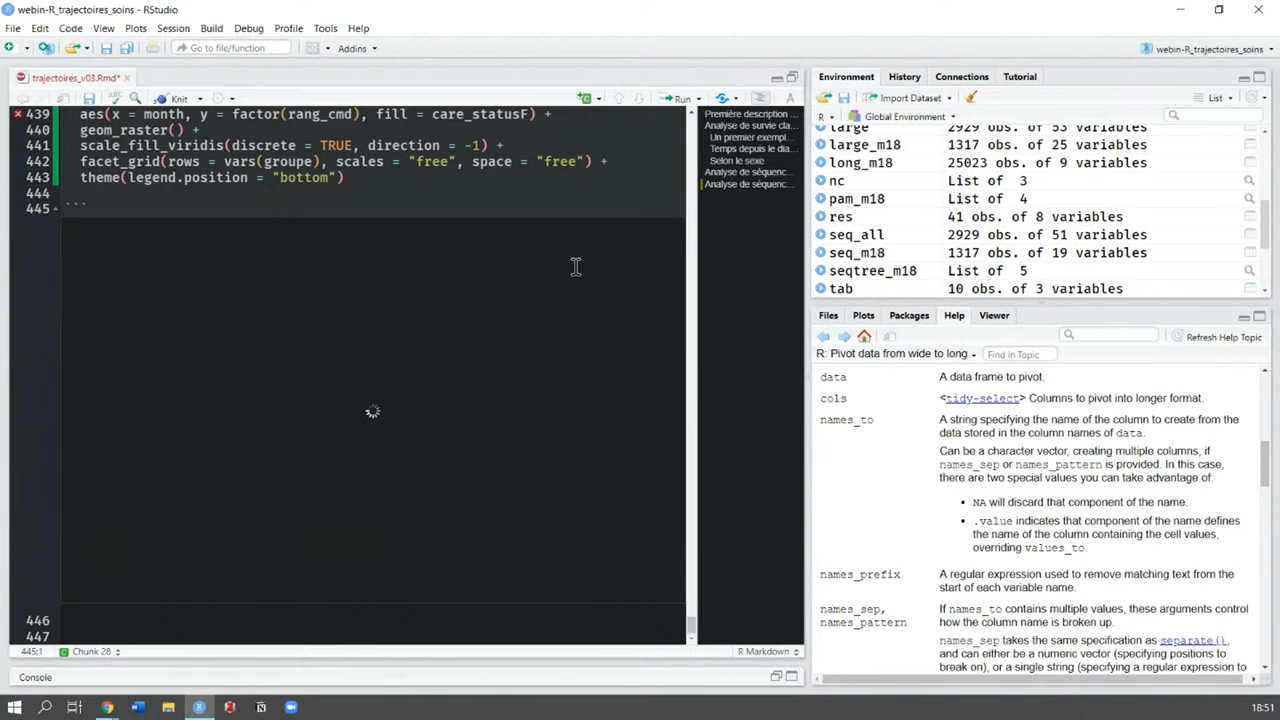 webin-R_trajectoires_soins - RStudio
File Edit Code View Plots Session Build Debug Profile Tools Help
Go to file/function Addins webin-R_trajectoires_soins
trajectoires_v03.Rmd*
Knit Run
439 aes(x = month, y = factor(rang_cmd), fill = care_statusF) +
440 geom_raster() +
441 scale_fill_viridis(discrete = TRUE, direction = -1) +
442 facet_grid(rows = vars(groupe), scales = "free", space = "free") +
443 theme(legend.position = "bottom")
444
445 ```
446
447
445:1 Chunk 28 R Markdown
Console
Première description ...
Analyse de survie cla...
Un premier exempl...
Temps depuis le dia...
Selon le sexe
Analyse de séquenc...
Analyse de séquenc...
Environment History Connections Tutorial
Import Dataset List
R Global Environment
large 2929 obs. of 53 variables
large_m18 1317 obs. of 25 variables
long_m18 25023 obs. of 9 variables
nc List of 3
pam_m18 List of 4
res 41 obs. of 8 variables
seq_all 2929 obs. of 51 variables
seq_m18 1317 obs. of 19 variables
seqtree_m18 List of 5
tab 10 obs. of 3 variables
Files Plots Packages Help Viewer
Refresh Help Topic
R: Pivot data from wide to long Find in Topic
data A data frame to pivot.
cols <tidy-select> Columns to pivot into longer format.
names_to A string specifying the name of the column to create from the
data stored in the column names of data.
Can be a character vector, creating multiple columns, if
names_sep or names_pattern is provided. In this case,
there are two special values you can take advantage of:
• NA will discard that component of the name.
• .value indicates that component of the name defines
the name of the column containing the cell values,
overriding values_to.
names_prefix A regular expression used to remove matching text from the
start of each variable name.
names_sep, If names_to contains multiple values, these arguments control
names_pattern how the column name is broken up.
names_sep takes the same specification as separate(),
and can either be a numeric vector (specifying positions to
break on), or a single string (specifying a regular expression to
18:51